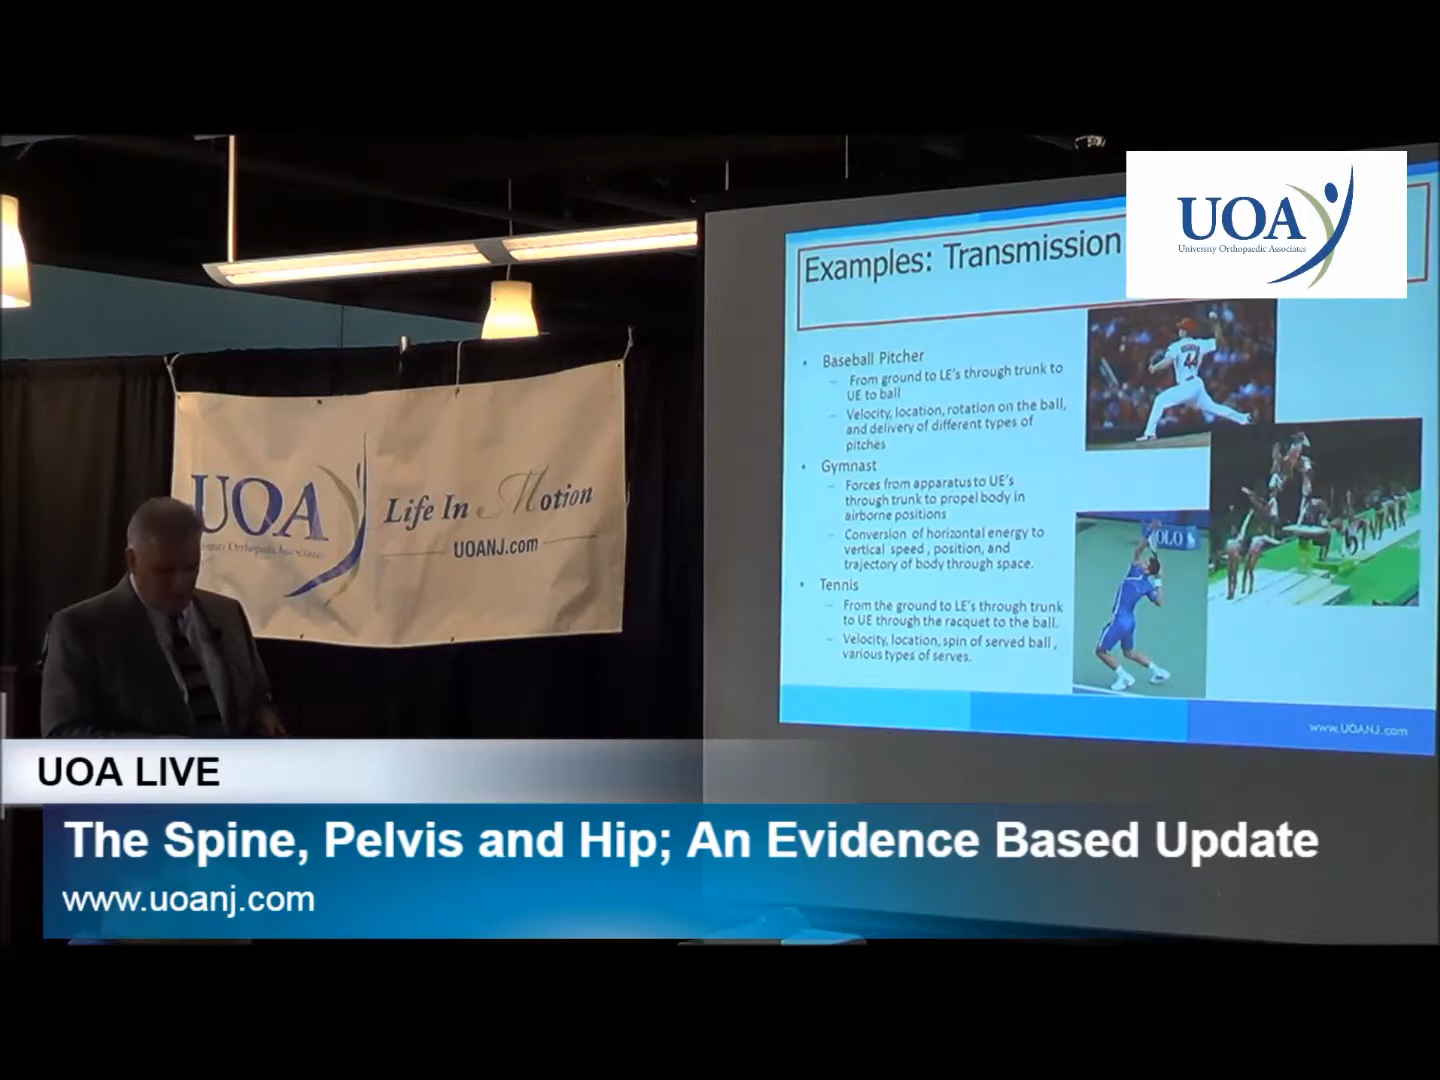 UOA
University Orthopaedic Associates
Examples: Transmission
• Baseball Pitcher
– From ground to LE's through trunk to
UE to ball
– Velocity, location, rotation on the ball,
and delivery of different types of
pitches
• Gymnast
– Forces from apparatus to UE's
through trunk to propel body in
airborne positions
– Conversion of horizontal energy to
vertical speed, position, and
trajectory of body through space.
• Tennis
– From the ground to LE's through trunk
to UE through the racquet to the ball.
– Velocity, location, spin of served ball,
various types of serves.
44
OLO
www.UOANJ.com
UOA
Orthopaedic Associates
Life In Motion
UOANJ.com
UOA LIVE
The Spine, Pelvis and Hip; An Evidence Based Update
www.uoanj.com